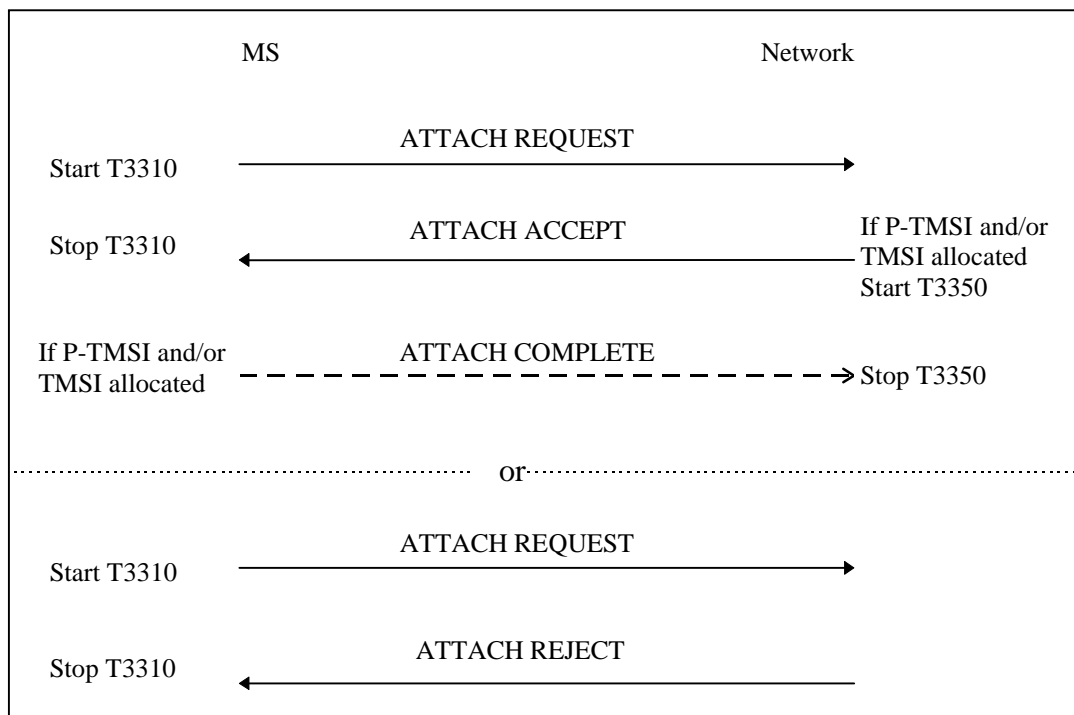 MS Network
ATTACH REQUEST
Start T3310
ATTACH ACCEPT
Stop T3310
If P-TMSI and/or
TMSI allocated
Start T3350
If P-TMSI and/or
TMSI allocated
ATTACH COMPLETE
Stop T3350
or
ATTACH REQUEST
Start T3310
ATTACH REJECT
Stop T3310